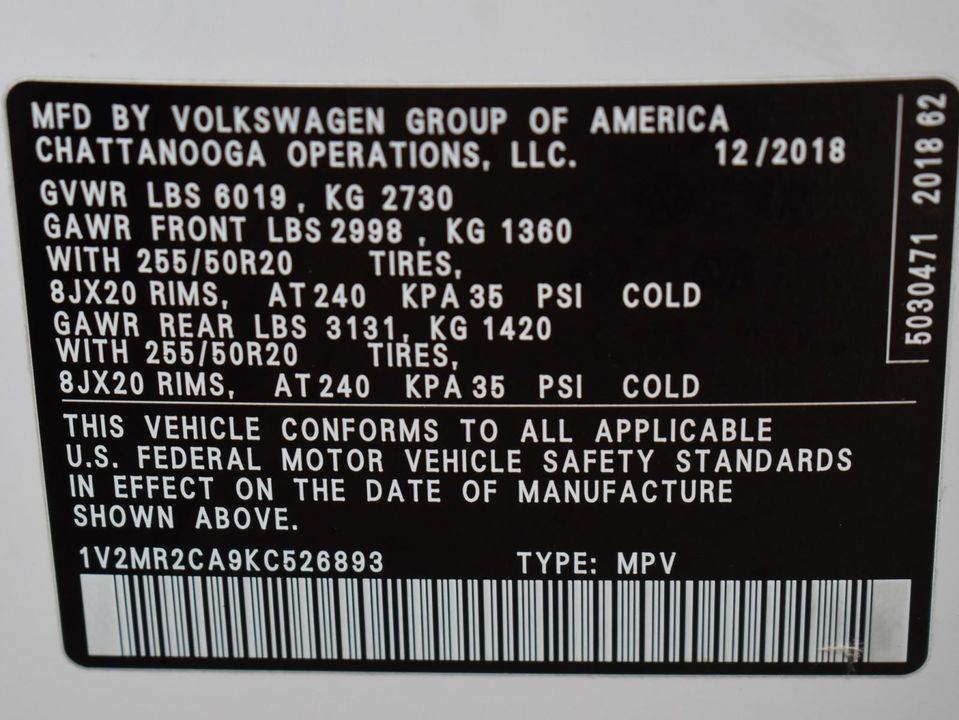 MFD BY VOLKSWAGEN GROUP OF AMERICA
CHATTANOOGA OPERATIONS, LLC. 12/2018
GVWR LBS 6019 , KG 2730
GAWR FRONT LBS 2998 , KG 1360
WITH 255/50R20 TIRES,
8JX20 RIMS, AT 240 KPA 35 PSI COLD
GAWR REAR LBS 3131, KG 1420
WITH 255/50R20 TIRES,
8JX20 RIMS, AT 240 KPA 35 PSI COLD
THIS VEHICLE CONFORMS TO ALL APPLICABLE
U.S. FEDERAL MOTOR VEHICLE SAFETY STANDARDS
IN EFFECT ON THE DATE OF MANUFACTURE
SHOWN ABOVE.
1V2MR2CA9KC526893 TYPE: MPV
5030471 2018 62